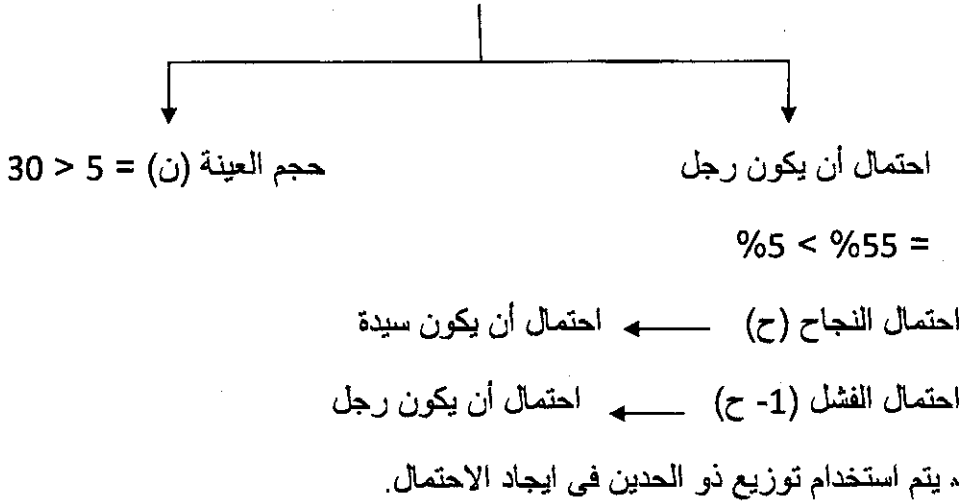 احتمال أن يكون رجل
حجم العينة (ن) = 5 < 30
= 55% > 5%
احتمال النجاح (ح) ← احتمال أن يكون سيدة
احتمال الفشل (1- ح) ← احتمال أن يكون رجل
يتم استخدام توزيع ذو الحدين فى ايجاد الاحتمال.